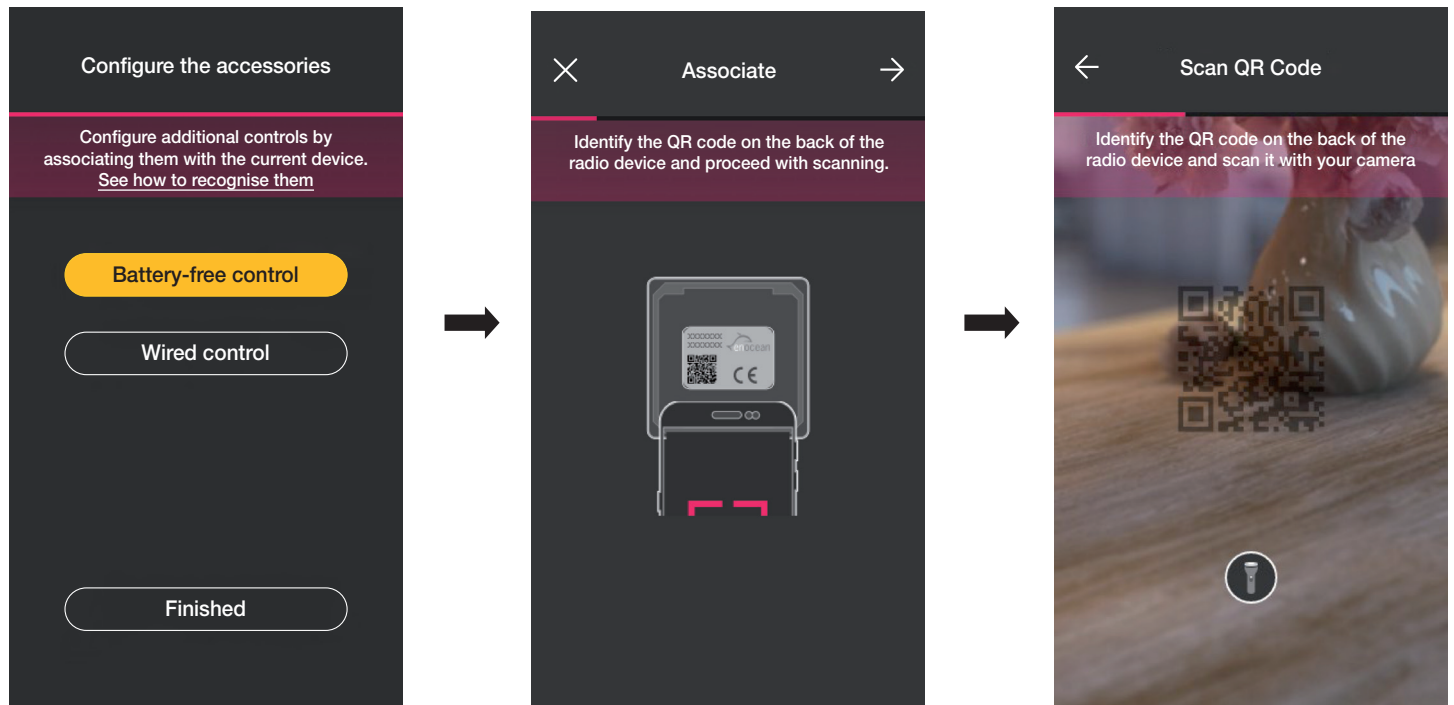 Configure the accessories
Configure additional controls by
associating them with the current device.
See how to recognise them
Battery-free control
Wired control
Finished
Associate
Identify the QR code on the back of the
radio device and proceed with scanning.
XXXXXXX
XXXXXXX
enocean
CE
Scan QR Code
Identify the QR code on the back of the
radio device and scan it with your camera